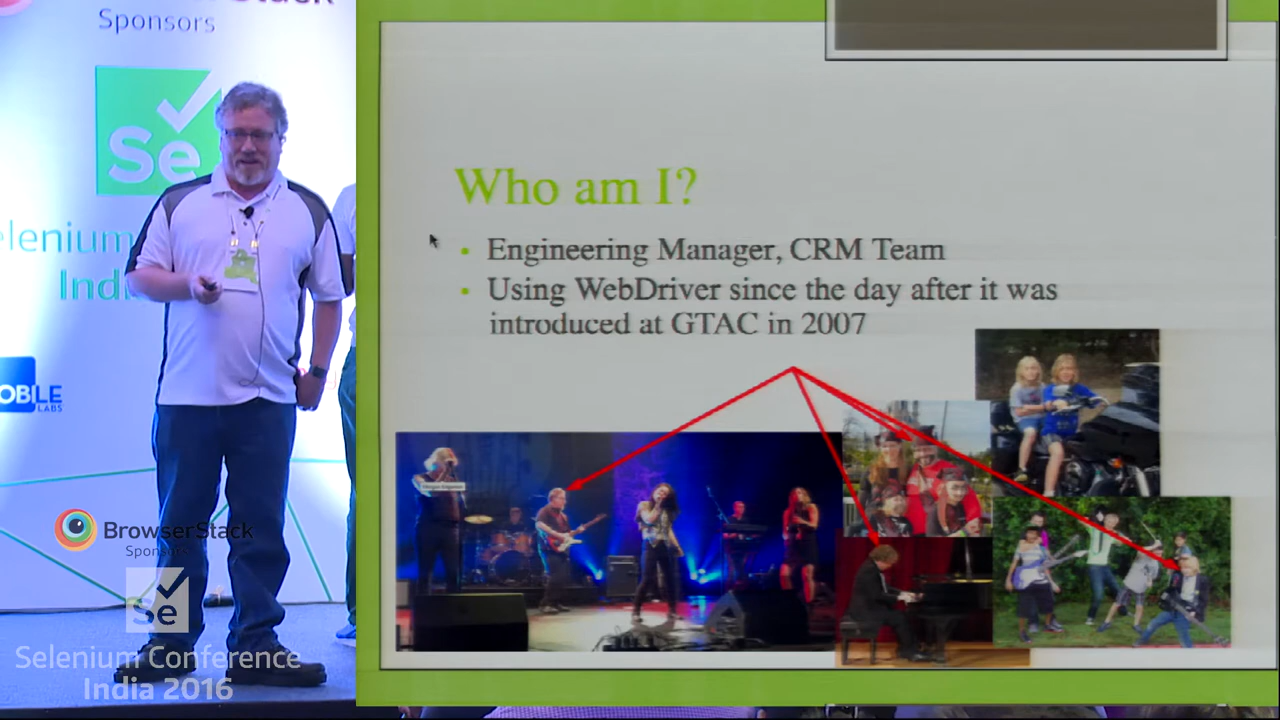 Sponsors
Se
elenium
Indi
OBLE
LABS
BrowserStack
Sponsors
Se
Selenium Conference
India 2016
Who am I?
Engineering Manager, CRM Team
Using WebDriver since the day after it was
introduced at GTAC in 2007